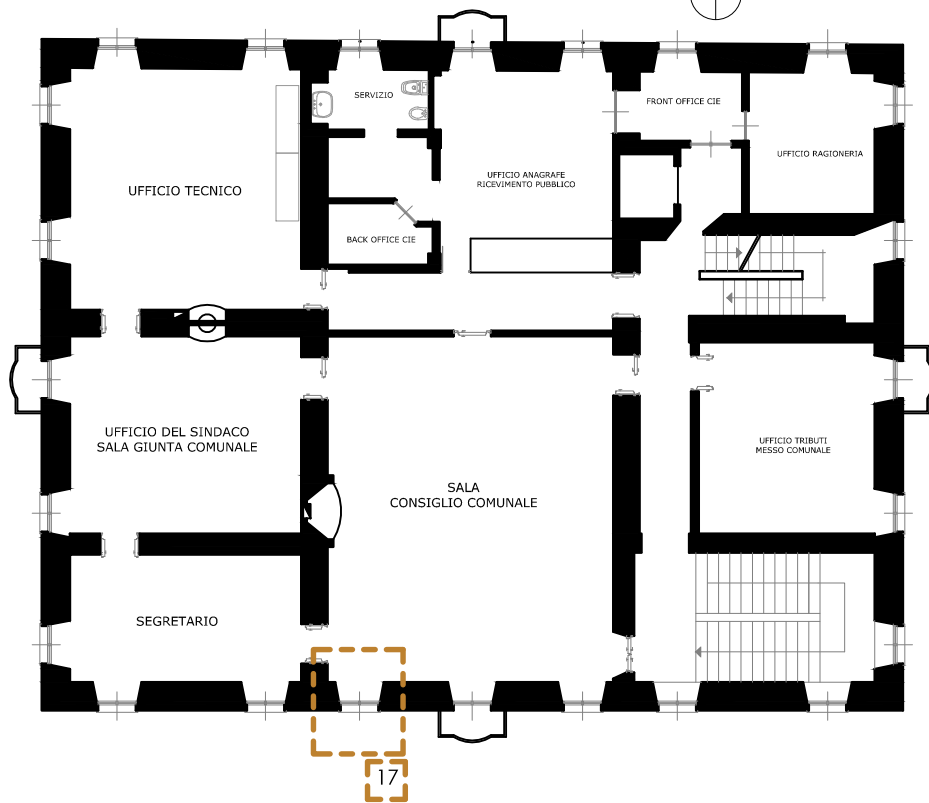 SERVIZIO
FRONT OFFICE CIE
UFFICIO RAGIONERIA
UFFICIO TECNICO
UFFICIO ANAGRAFE
RICEVIMENTO PUBBLICO
BACK OFFICE CIE
UFFICIO DEL SINDACO
SALA GIUNTA COMUNALE
UFFICIO TRIBUTI
MESSO COMUNALE
SALA
CONSIGLIO COMUNALE
SEGRETARIO
17